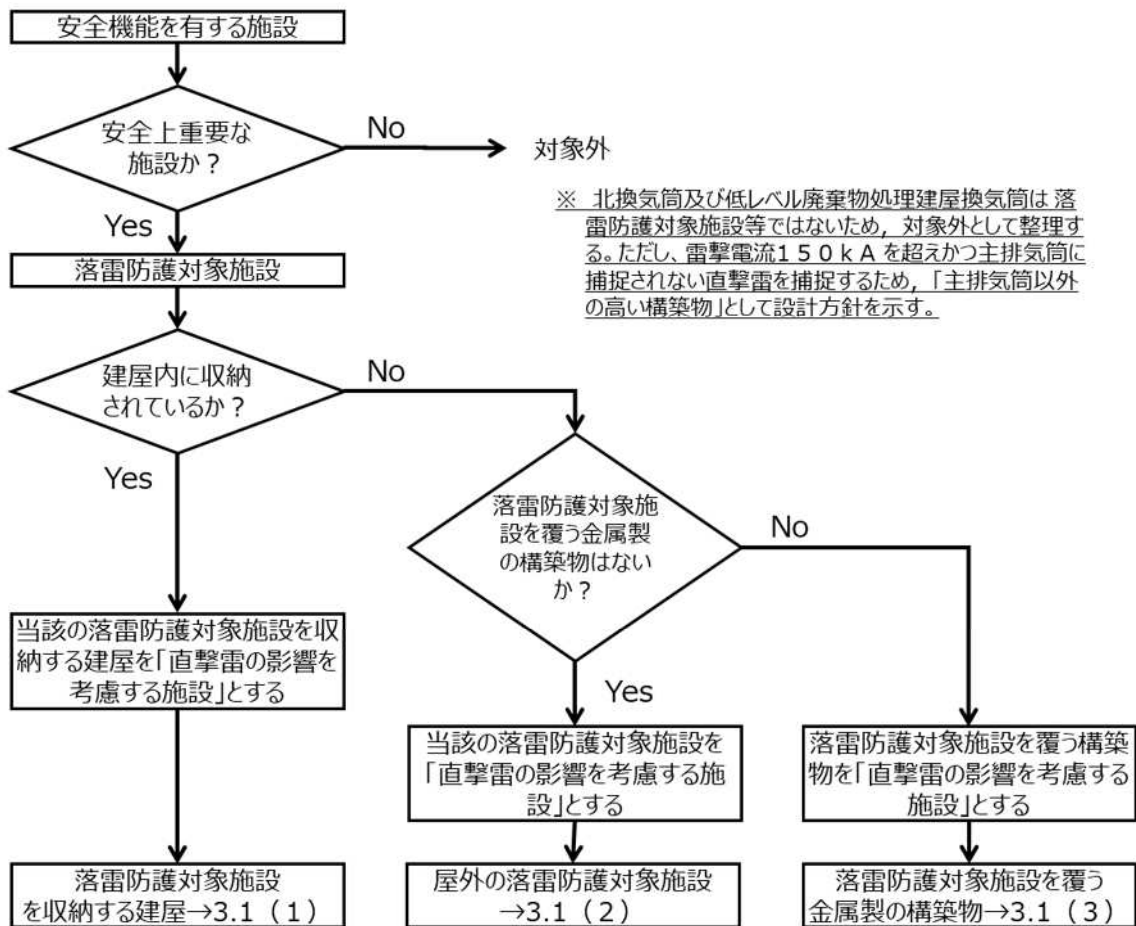 安全機能を有する施設
安全上重要な
施設か？
No
対象外
Yes
※ 北換気筒及び低レベル廃棄物処理建屋換気筒は 落
雷防護対象施設等ではないため，対象外として整理す
る。ただし、雷撃電流１５０ｋＡ を超えかつ主排気筒に
捕捉されない直撃雷を捕捉するため，「主排気筒以外
の高い構築物」として設計方針を示す。
落雷防護対象施設
建屋内に収納
されているか？
No
Yes
落雷防護対象施
設を覆う金属製
の構築物はない
か？
No
Yes
当該の落雷防護対象施設を収
納する建屋を「直撃雷の影響を
考慮する施設」とする
当該の落雷防護対象施設を
「直撃雷の影響を考慮する施
設」とする
落雷防護対象施設を覆う構築
物を「直撃雷の影響を考慮する
施設」とする
落雷防護対象施設
を収納する建屋→3.1（１）
屋外の落雷防護対象施設
→3.1（２）
落雷防護対象施設を覆う
金属製の構築物→3.1（３）